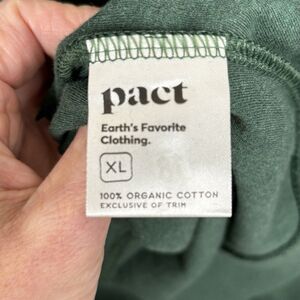 pact
Earth's Favorite
Clothing.
XL
100% ORGANIC COTTON
EXCLUSIVE OF TRIM